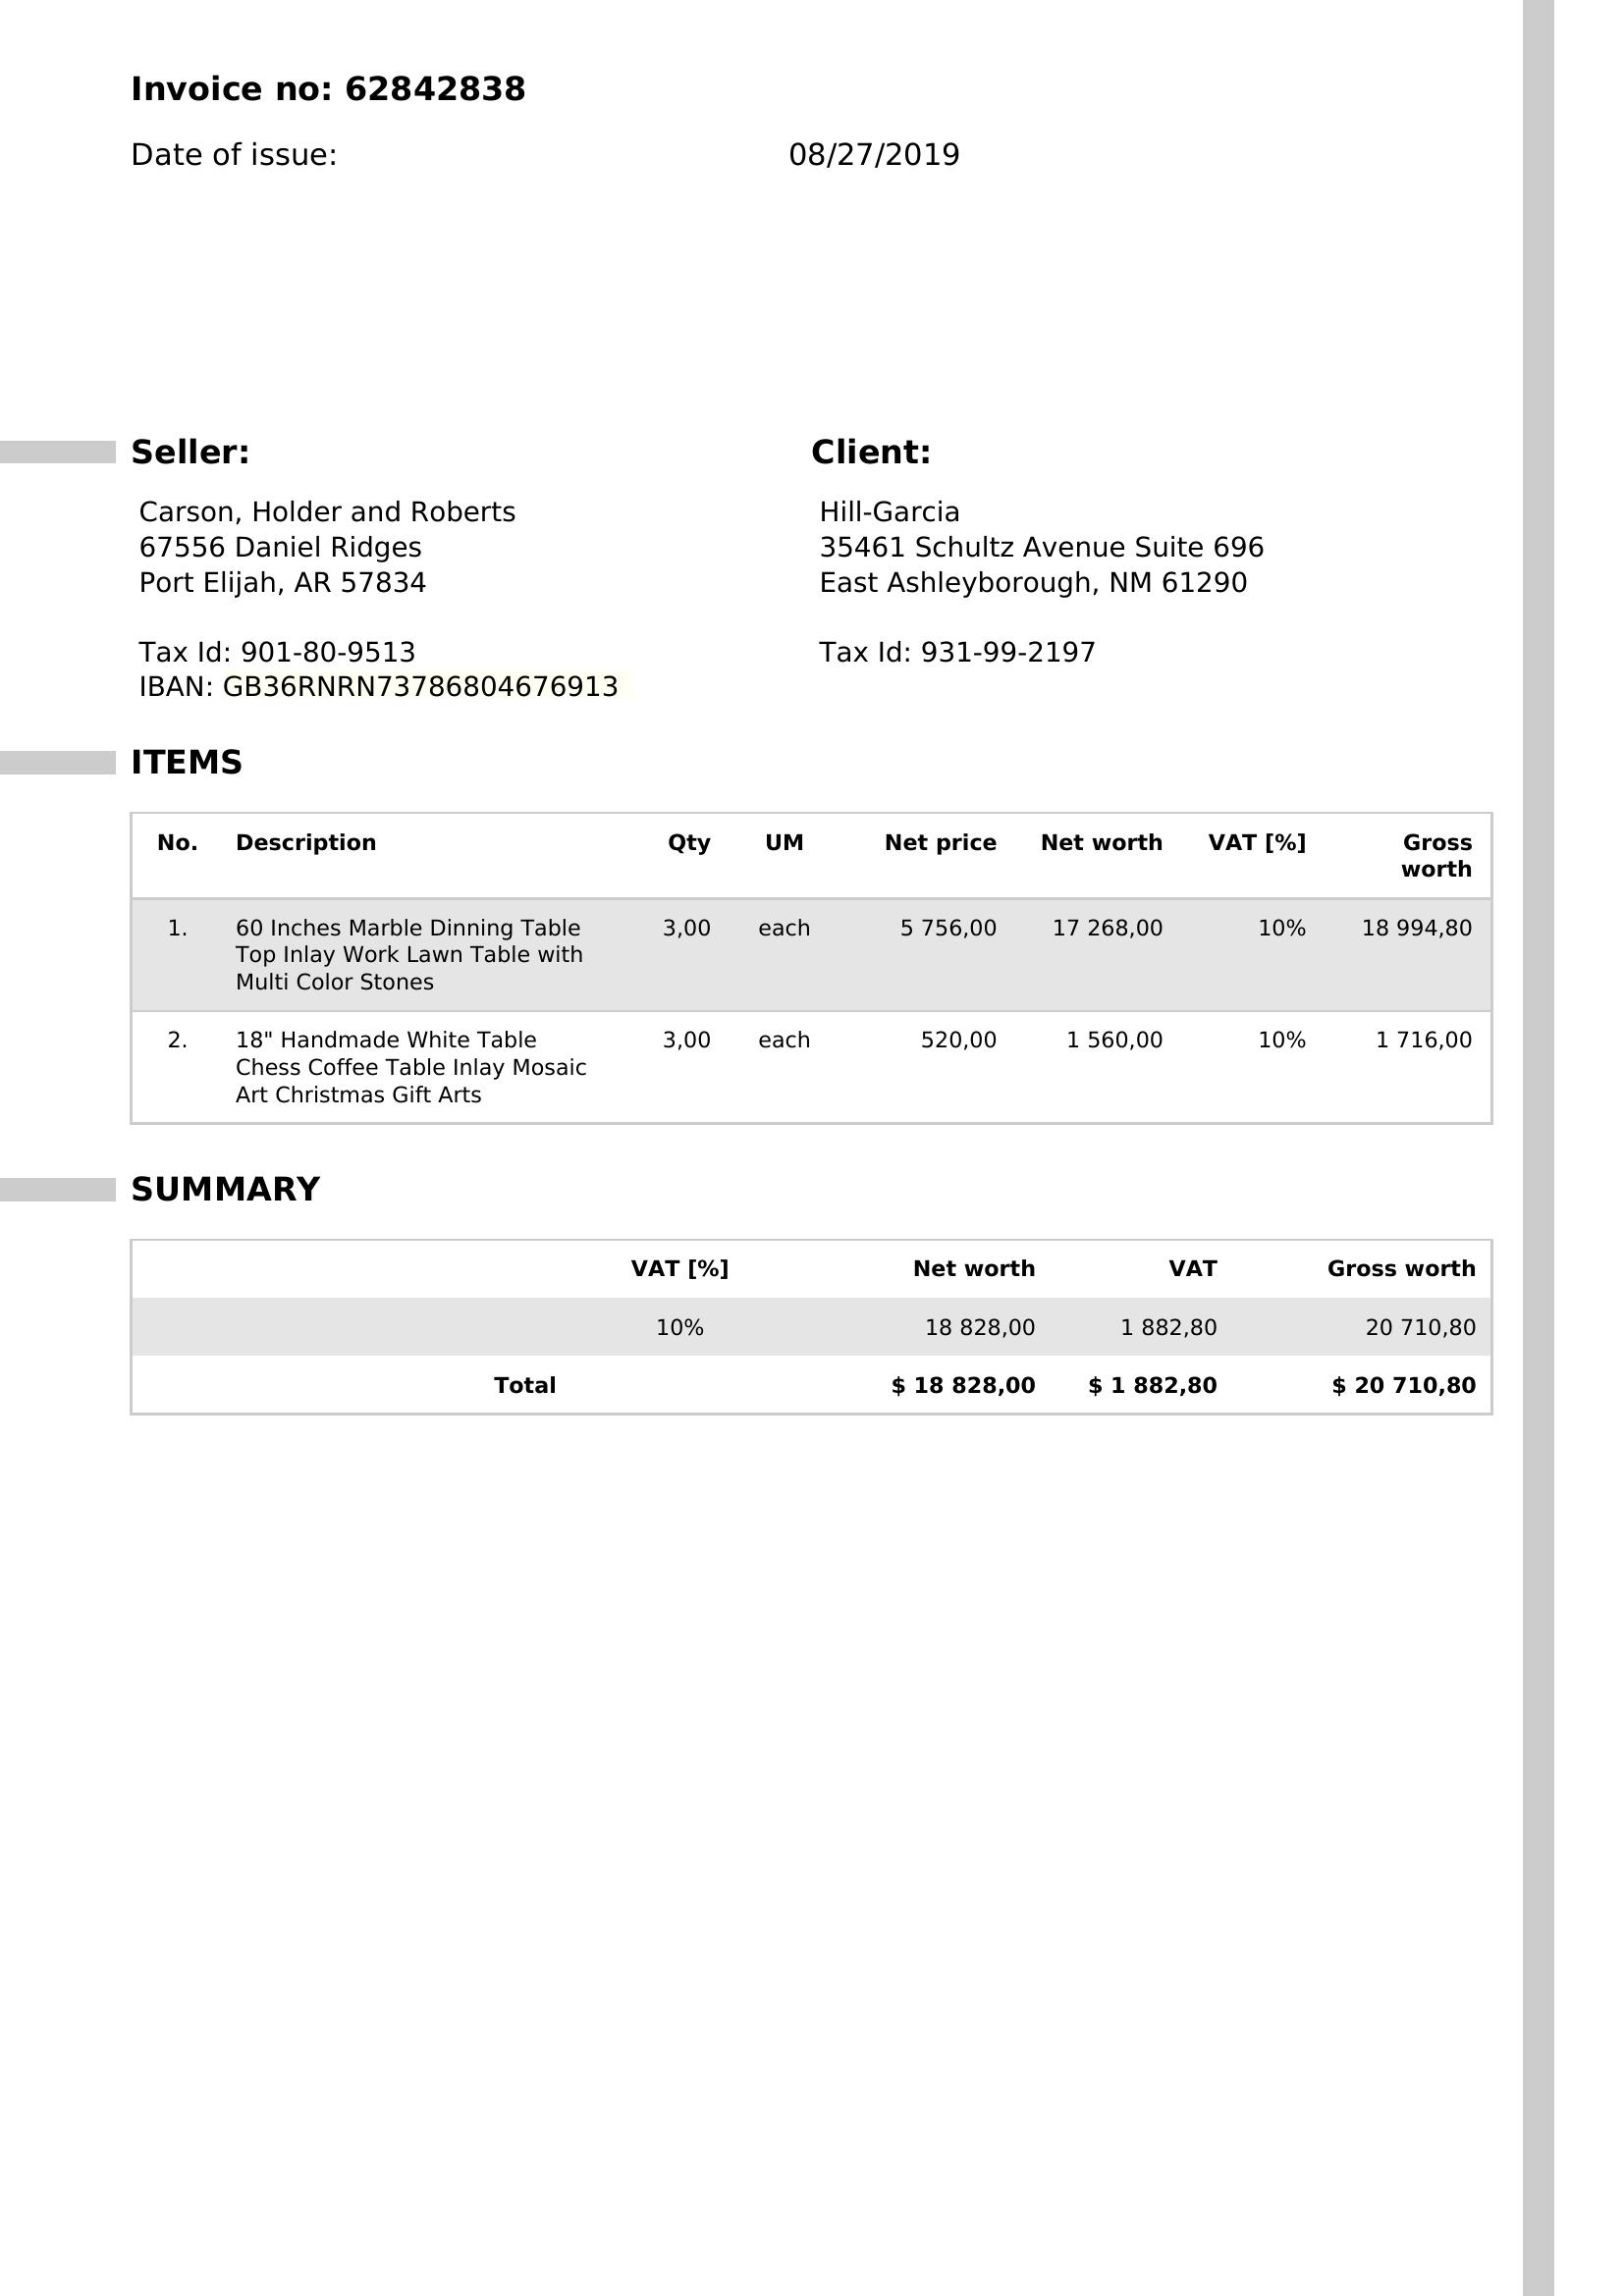 Invoice no: 62842838
Date of issue: 08/27/2019
Seller:
Carson, Holder and Roberts
67556 Daniel Ridges
Port Elijah, AR 57834
Tax Id: 901-80-9513
IBAN: GB36RNRN73786804676913
Client:
Hill-Garcia
35461 Schultz Avenue Suite 696
East Ashleyborough, NM 61290
Tax Id: 931-99-2197
ITEMS
No. Description Qty UM Net price Net worth VAT [%] Gross
worth
1. 60 Inches Marble Dinning Table 3,00 each 5 756,00 17 268,00 10% 18 994,80
Top Inlay Work Lawn Table with
Multi Color Stones
2. 18" Handmade White Table 3,00 each 520,00 1 560,00 10% 1 716,00
Chess Coffee Table Inlay Mosaic
Art Christmas Gift Arts
SUMMARY
VAT [%] Net worth VAT Gross worth
10% 18 828,00 1 882,80 20 710,80
Total $ 18 828,00 $ 1 882,80 $ 20 710,80